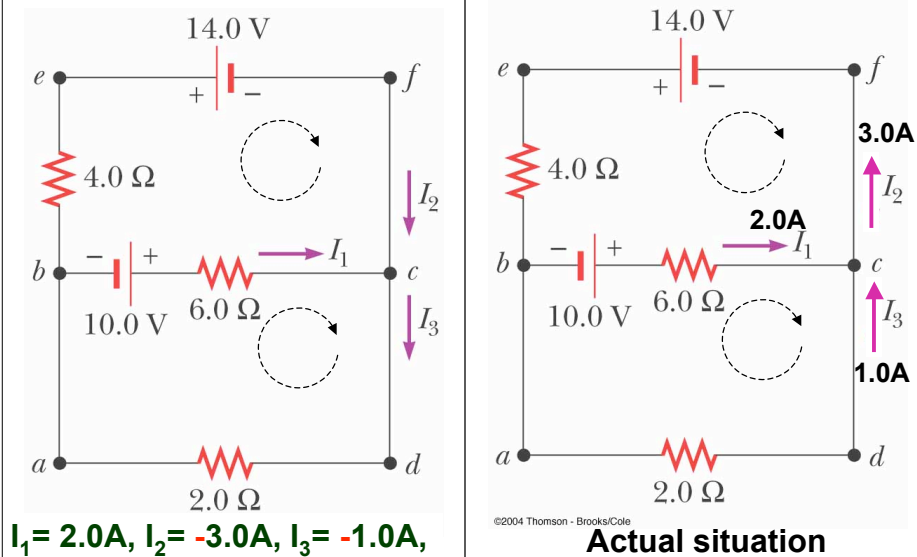 14.0 V
+ −
e
f
4.0 Ω
I₂
− +
I₁
b
c
10.0 V
6.0 Ω
I₃
a
d
2.0 Ω
I₁= 2.0A, I₂= -3.0A, I₃= -1.0A,
14.0 V
+ −
e
f
3.0A
4.0 Ω
I₂
2.0A
− +
I₁
b
c
10.0 V
6.0 Ω
I₃
1.0A
a
d
2.0 Ω
©2004 Thomson - Brooks/Cole
Actual situation